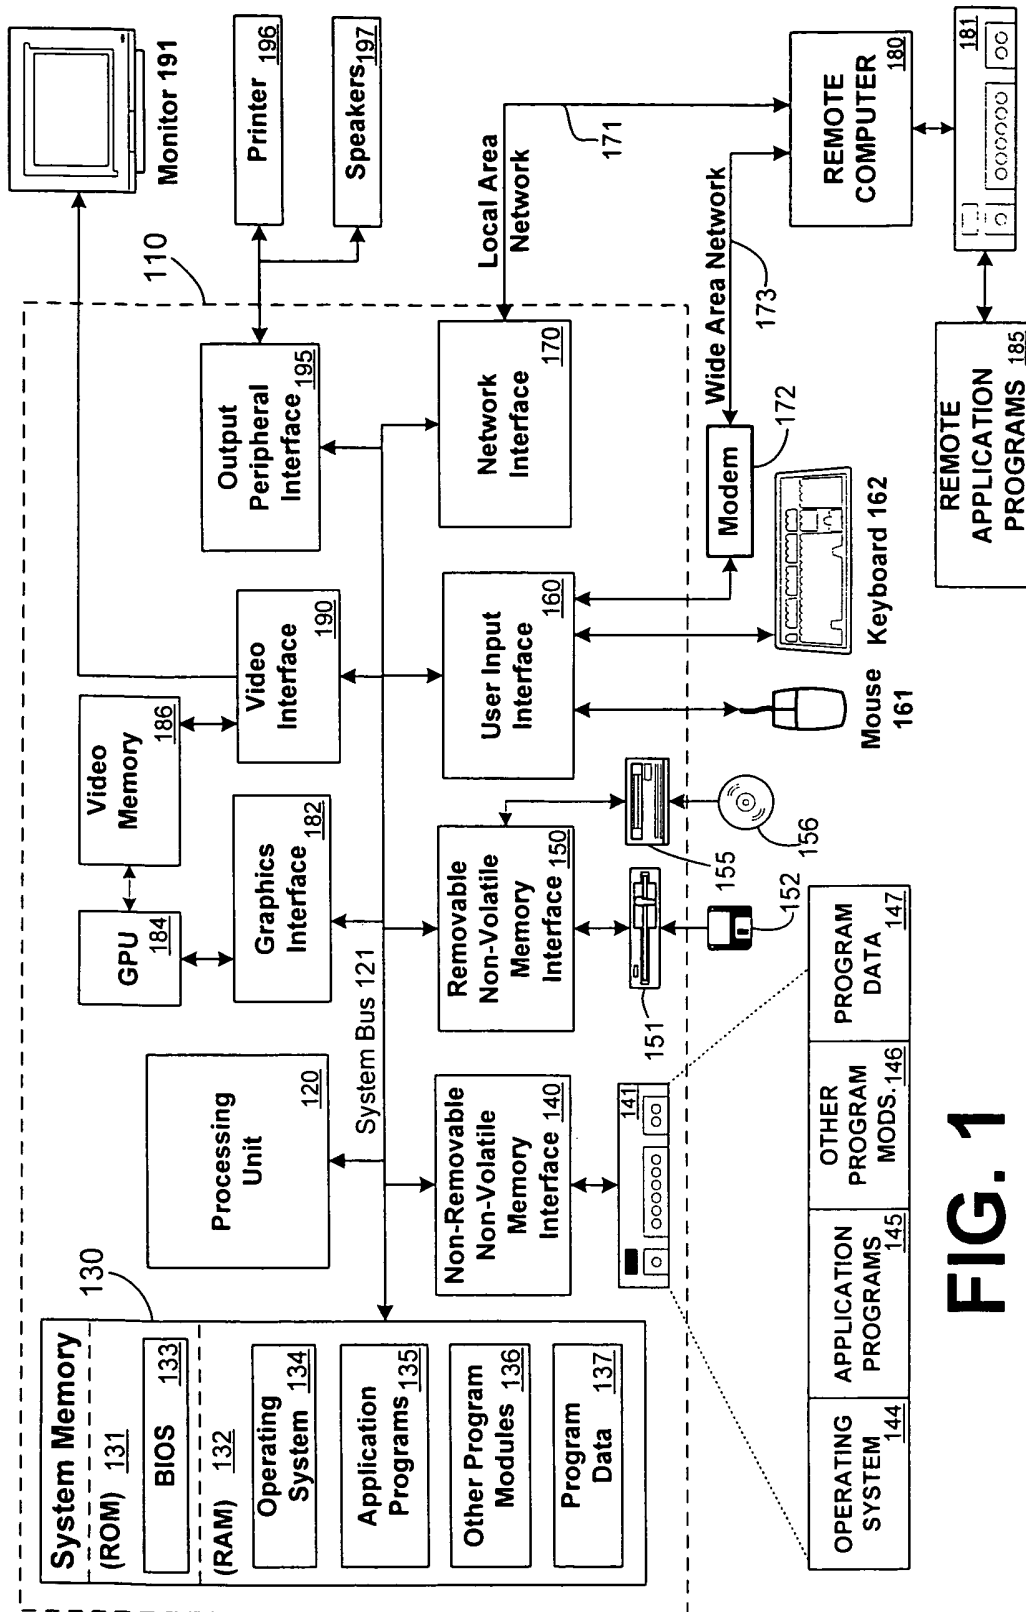 System Memory
(ROM) 131
BIOS 133
(RAM) 132
Operating
System 134
Application
Programs 135
Other Program
Modules 136
Program
Data 137
130
Processing
Unit
120
System Bus 121
GPU
184
Video
Memory
186
Graphics
Interface
182
Video
Interface
190
Output
Peripheral
Interface 195
110
Monitor 191
Printer
196
Speakers 197
Non-Removable
Non-Volatile
Memory
Interface 140
Removable
Non-Volatile
Memory
Interface 150
User Input
Interface
160
Network
Interface
170
Local Area
Network
171
Wide Area Network
173
Modem
172
141
151
152
155
156
Mouse
161
Keyboard 162
REMOTE
COMPUTER
180
181
REMOTE
APPLICATION
PROGRAMS 185
OPERATING
SYSTEM 144
APPLICATION
PROGRAMS 145
OTHER
PROGRAM
MODS. 146
PROGRAM
DATA
147
FIG. 1